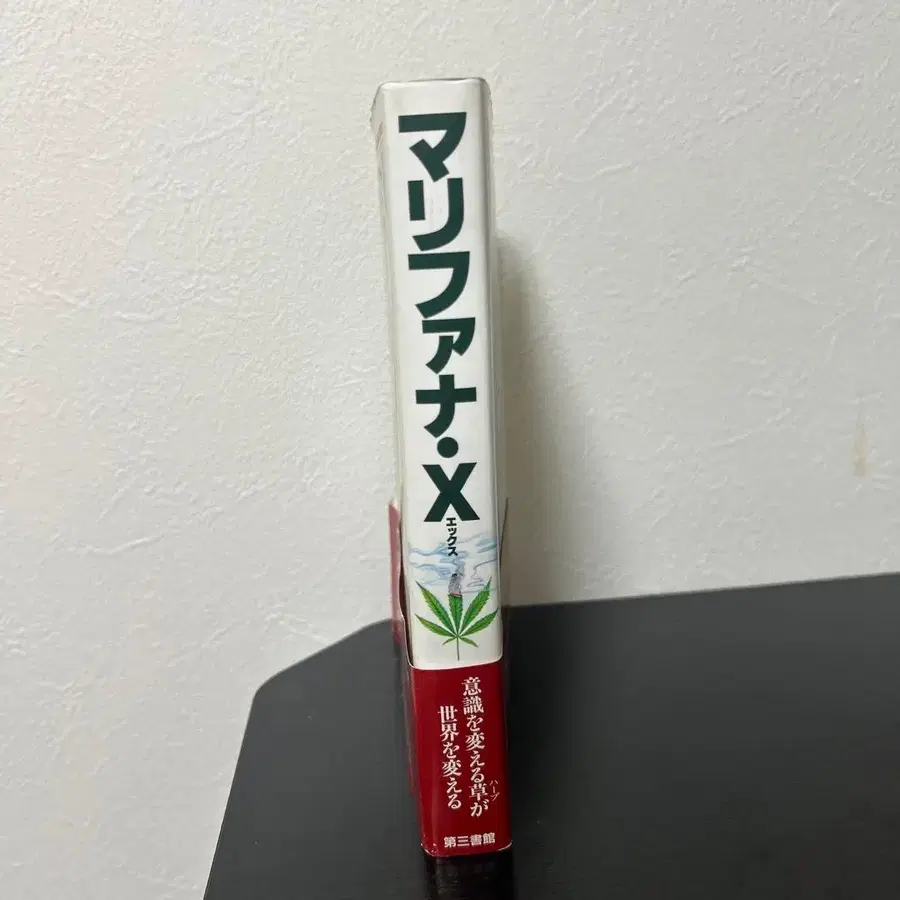 マリファナ・X
エックス
意識を変える草が
ハーブ
世界を変える
第三書館